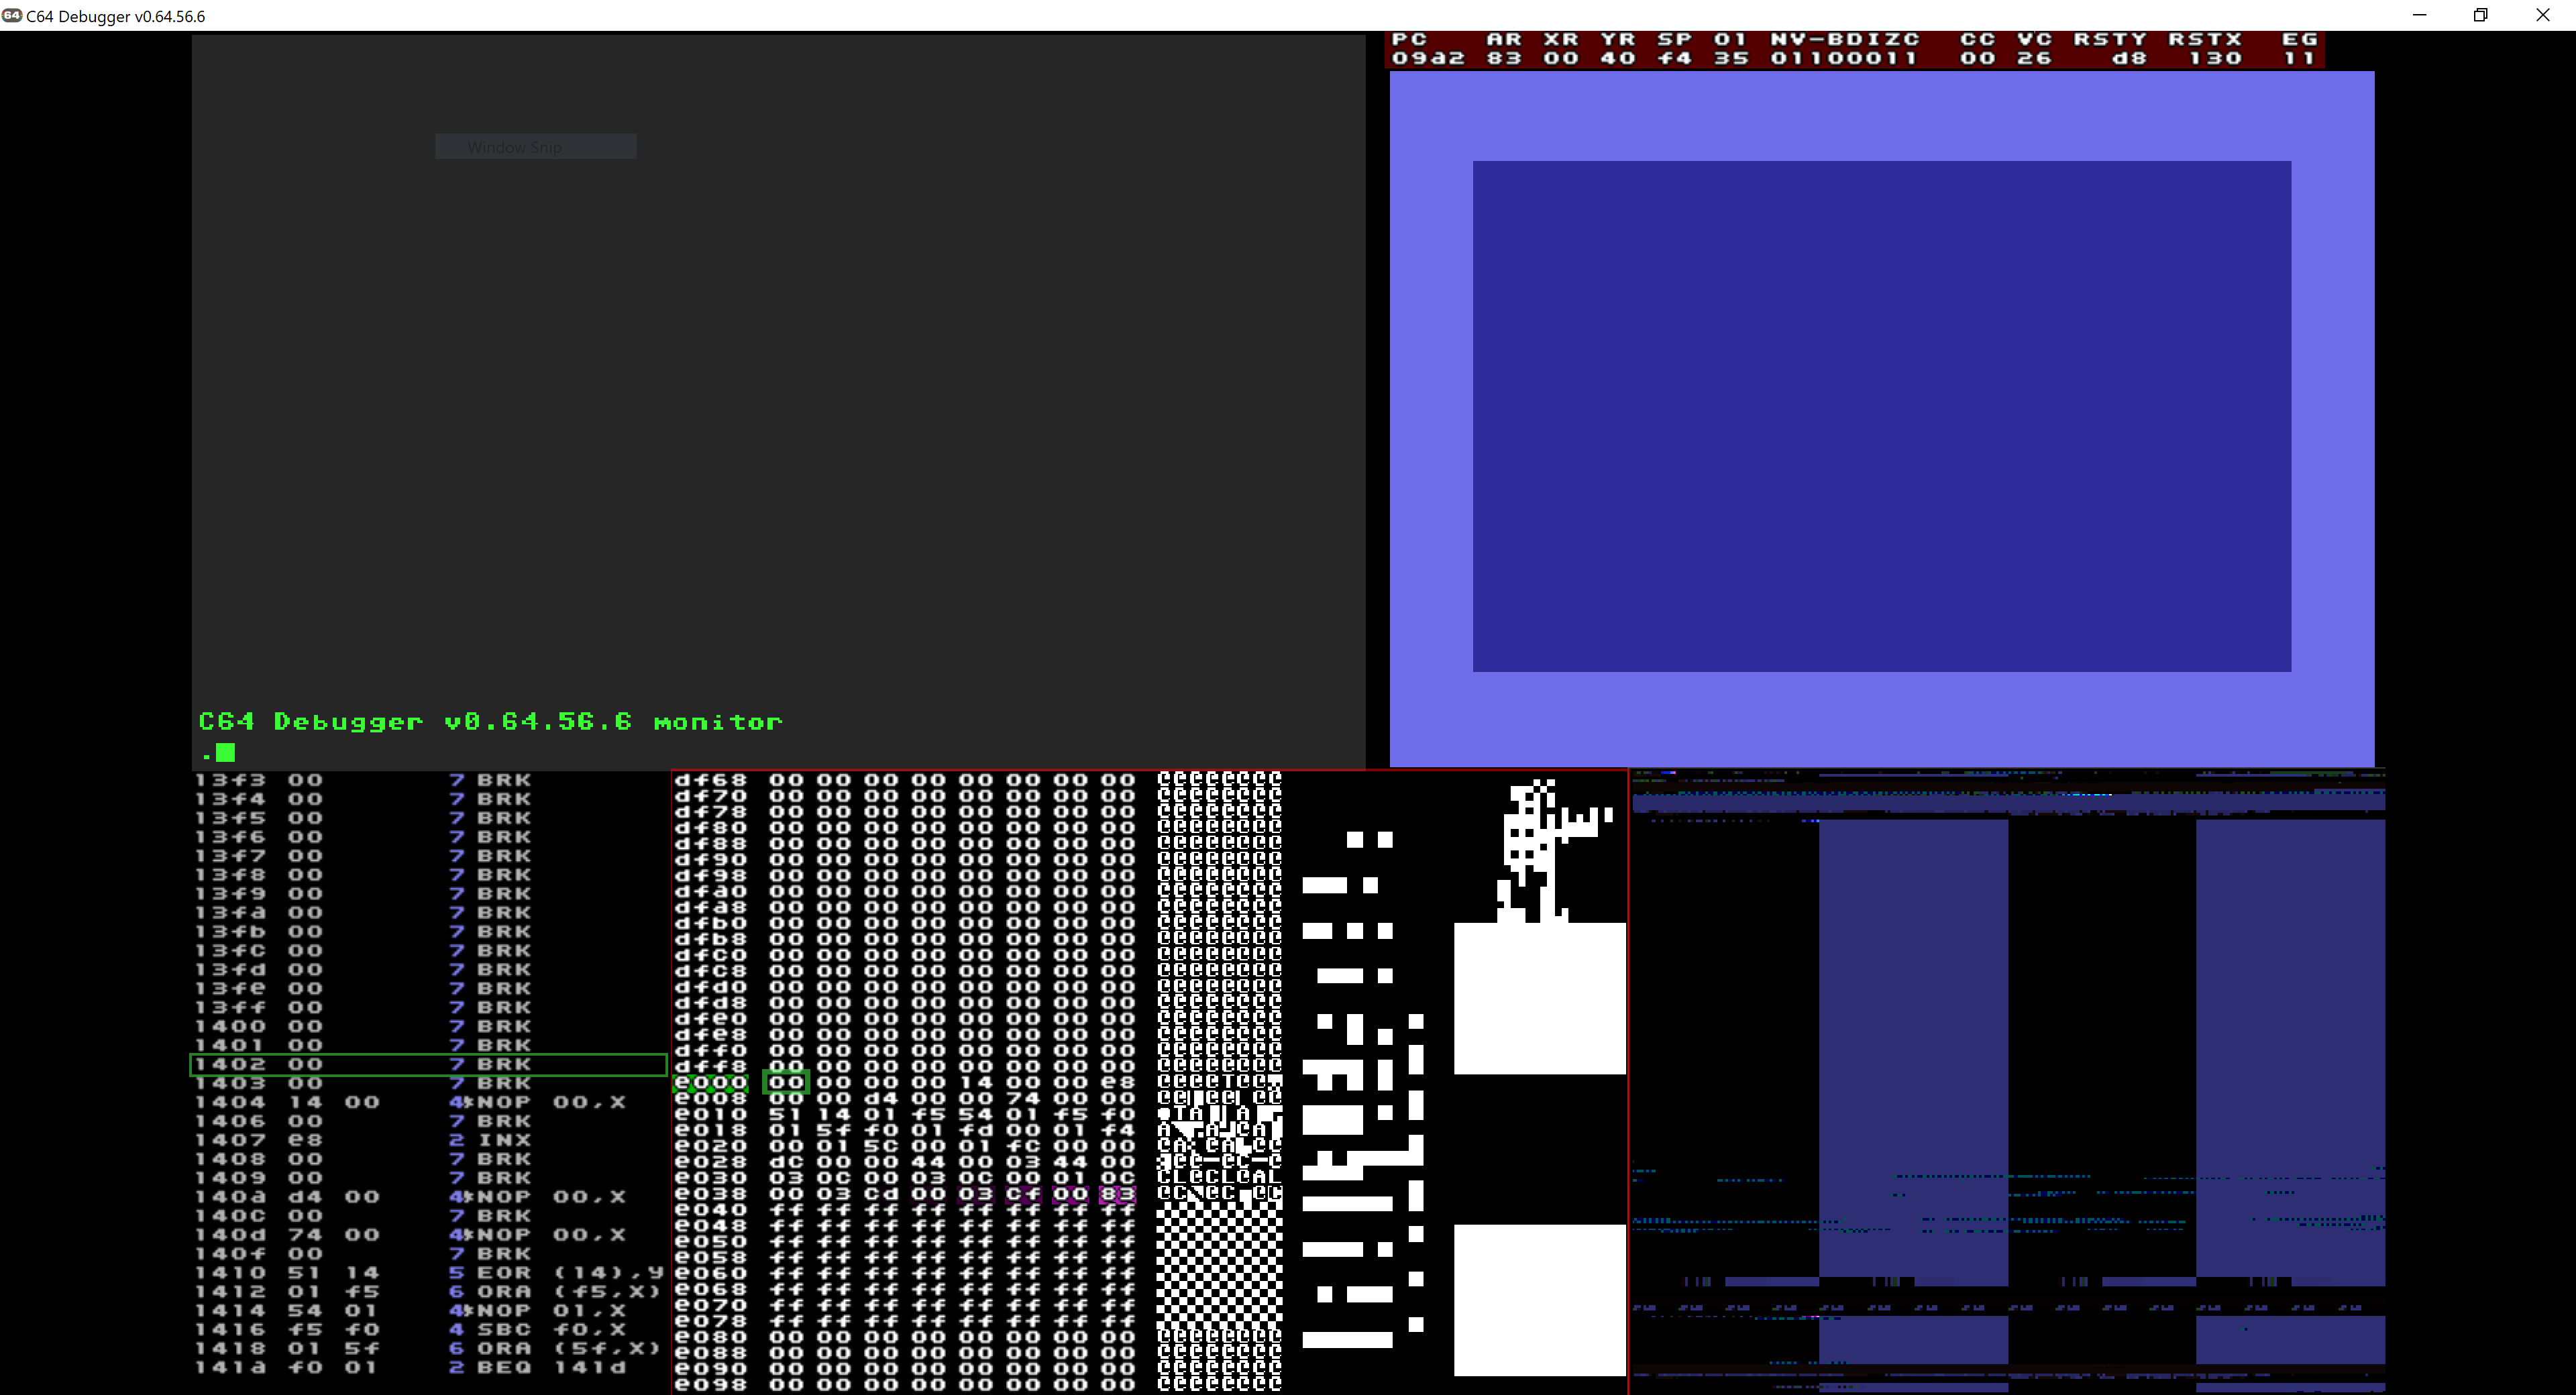 C64 Debugger v0.64.56.6
PC AR XR YR SP 01 NV-BDIZC CC VC RSTY RSTX EG
09a2 83 00 40 f4 35 01100011 00 26 d8 130 11
Window Snip
C64 Debugger v0.64.56.6 monitor
.
13f3 00 7 BRK
13f4 00 7 BRK
13f5 00 7 BRK
13f6 00 7 BRK
13f7 00 7 BRK
13f8 00 7 BRK
13f9 00 7 BRK
13fa 00 7 BRK
13fb 00 7 BRK
13fc 00 7 BRK
13fd 00 7 BRK
13fe 00 7 BRK
13ff 00 7 BRK
1400 00 7 BRK
1401 00 7 BRK
1402 00 7 BRK
1403 00 7 BRK
1404 14 00 4*NOP 00,X
1406 00 7 BRK
1407 e8 2 INX
1408 00 7 BRK
1409 00 7 BRK
140a d4 00 4*NOP 00,X
140c 00 7 BRK
140d 74 00 4*NOP 00,X
140f 00 7 BRK
1410 51 14 5 EOR (14),Y
1412 01 f5 6 ORA (f5,X)
1414 54 01 4*NOP 01,X
1416 f5 f0 4 SBC f0,X
1418 01 5f 6 ORA (5f,X)
141a f0 01 2 BEQ 141d
df68 00 00 00 00 00 00 00 00
df70 00 00 00 00 00 00 00 00
df78 00 00 00 00 00 00 00 00
df80 00 00 00 00 00 00 00 00
df88 00 00 00 00 00 00 00 00
df90 00 00 00 00 00 00 00 00
df98 00 00 00 00 00 00 00 00
dfa0 00 00 00 00 00 00 00 00
dfa8 00 00 00 00 00 00 00 00
dfb0 00 00 00 00 00 00 00 00
dfb8 00 00 00 00 00 00 00 00
dfc0 00 00 00 00 00 00 00 00
dfc8 00 00 00 00 00 00 00 00
dfd0 00 00 00 00 00 00 00 00
dfd8 00 00 00 00 00 00 00 00
dfe0 00 00 00 00 00 00 00 00
dfe8 00 00 00 00 00 00 00 00
dff0 00 00 00 00 00 00 00 00
dff8 00 00 00 00 00 00 00 00
e000 00 00 00 00 14 00 00 e8
e008 00 00 d4 00 00 74 00 00
e010 51 14 01 f5 54 01 f5 f0
e018 01 5f f0 01 fd 00 01 f4
e020 00 01 5c 00 01 fc 00 00
e028 dc 00 00 44 00 03 44 00
e030 03 00 00
e038 00 03 cd
e040 ff ff ff ff ff ff ff ff
e048 ff ff ff ff ff ff ff ff
e050 ff ff ff ff ff ff ff ff
e058 ff ff ff ff ff ff ff ff
e060 ff ff ff ff ff ff ff ff
e068 ff ff ff ff ff ff ff ff
e070 ff ff ff ff ff ff ff ff
e078 ff ff ff ff ff ff ff ff
e080 00 00 00 00 00 00 00 00
e088 00 00 00 00 00 00 00 00
e090 00 00 00 00 00 00 00 00
e098 00 00 00 00 00 00 00 00